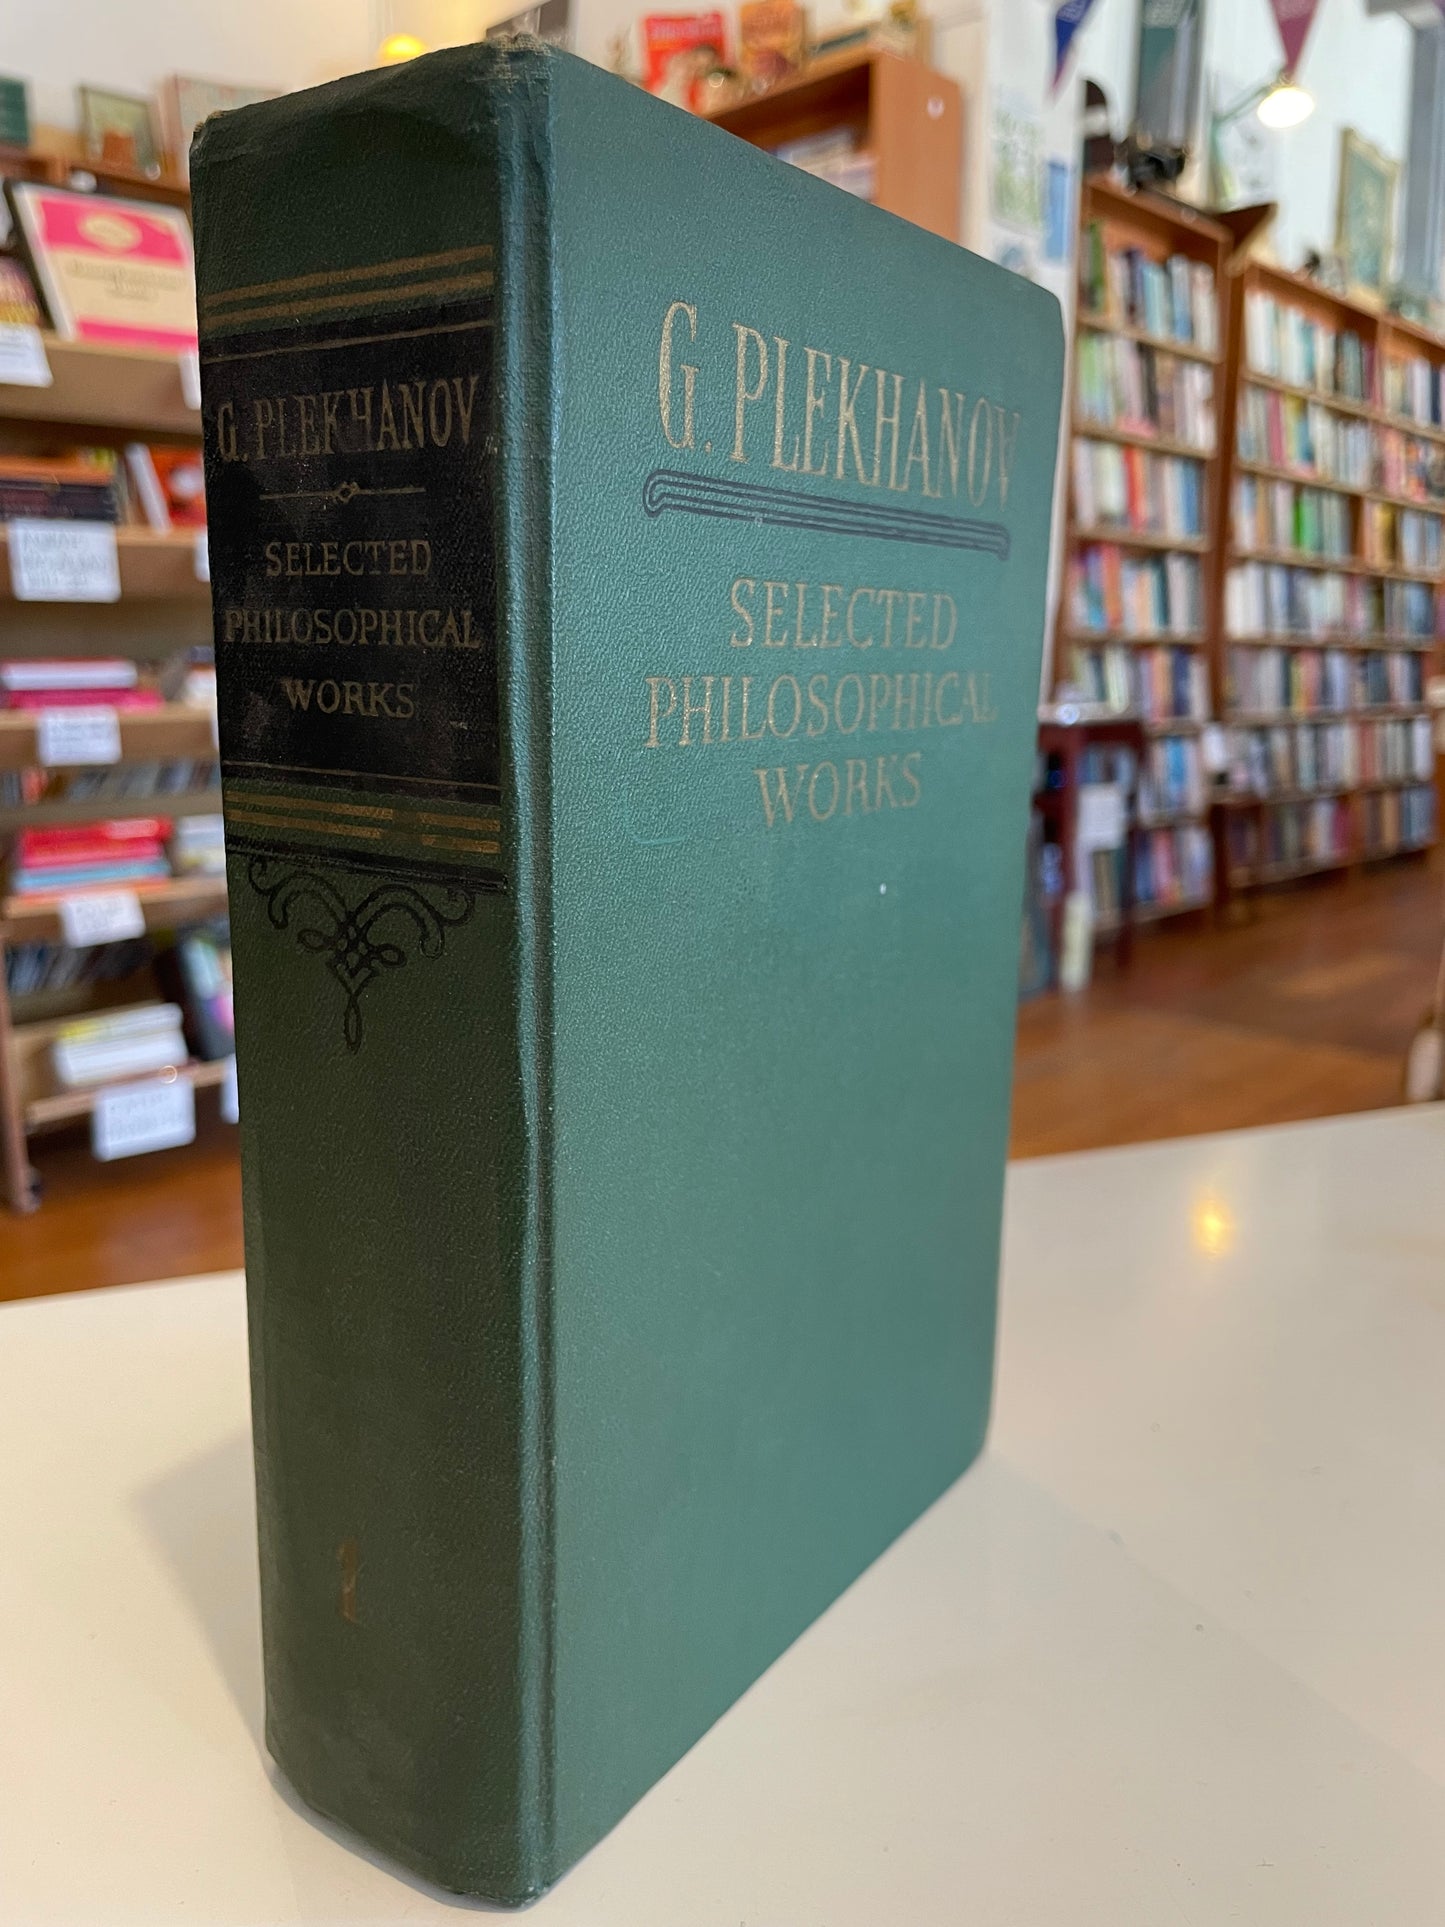 G. PLEKHANOV
SELECTED
PHILOSOPHICAL
WORKS
1
G. PLEKHANOV
SELECTED
PHILOSOPHICAL
WORKS